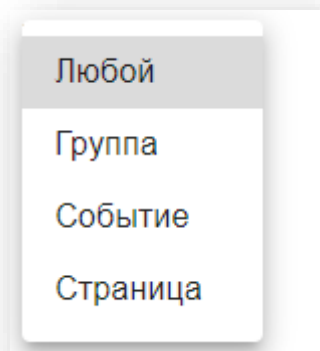 Любой
Группа
Событие
Страница